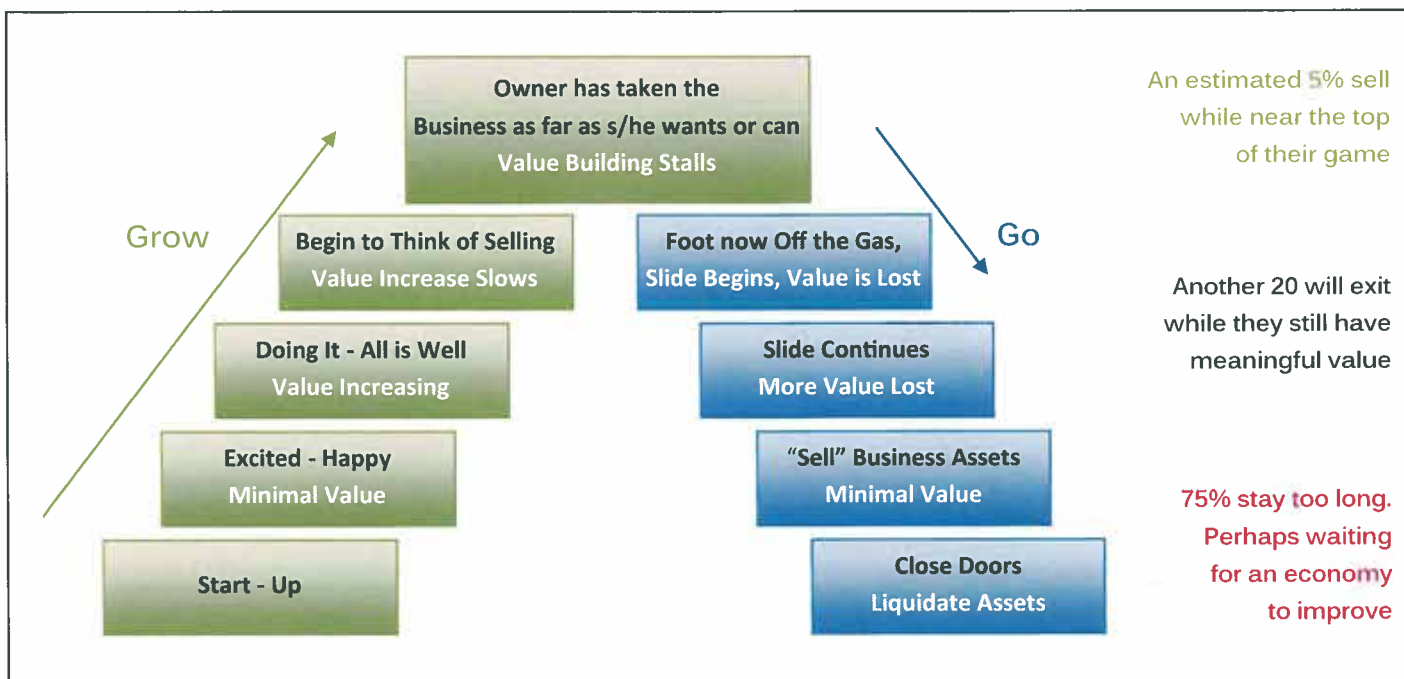 Owner has taken the
Business as far as s/he wants or can
Value Building Stalls
An estimated 5% sell
while near the top
of their game
Grow
Begin to Think of Selling
Value Increase Slows
Foot now Off the Gas,
Slide Begins, Value is Lost
Go
Another 20 will exit
while they still have
meaningful value
Doing It - All is Well
Value Increasing
Slide Continues
More Value Lost
Excited - Happy
Minimal Value
“Sell” Business Assets
Minimal Value
75% stay too long.
Perhaps waiting
for an economy
to improve
Start - Up
Close Doors
Liquidate Assets